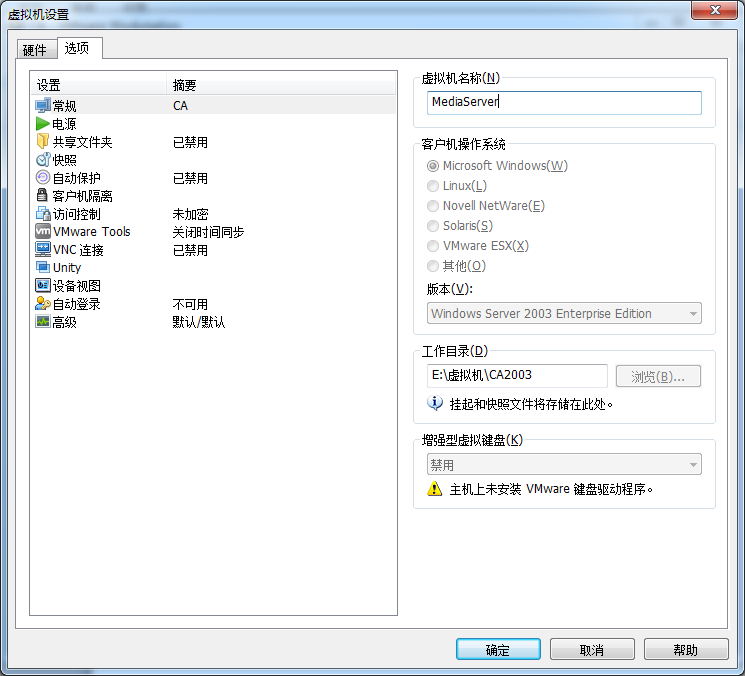 虚拟机设置
硬件 选项
设置 摘要
常规 CA
电源
共享文件夹 已禁用
快照
自动保护 已禁用
客户机隔离
访问控制 未加密
VMware Tools 关闭时间同步
VNC 连接 已禁用
Unity
设备视图
自动登录 不可用
高级 默认/默认
虚拟机名称(N)
MediaServer
客户机操作系统
Microsoft Windows(W)
Linux(L)
Novell NetWare(E)
Solaris(S)
VMware ESX(X)
其他(O)
版本(V):
Windows Server 2003 Enterprise Edition
工作目录(D)
E:\虚拟机\CA2003 浏览(B)...
挂起和快照文件将存储在此处。
增强型虚拟键盘(K)
禁用
主机上未安装 VMware 键盘驱动程序。
确定 取消 帮助